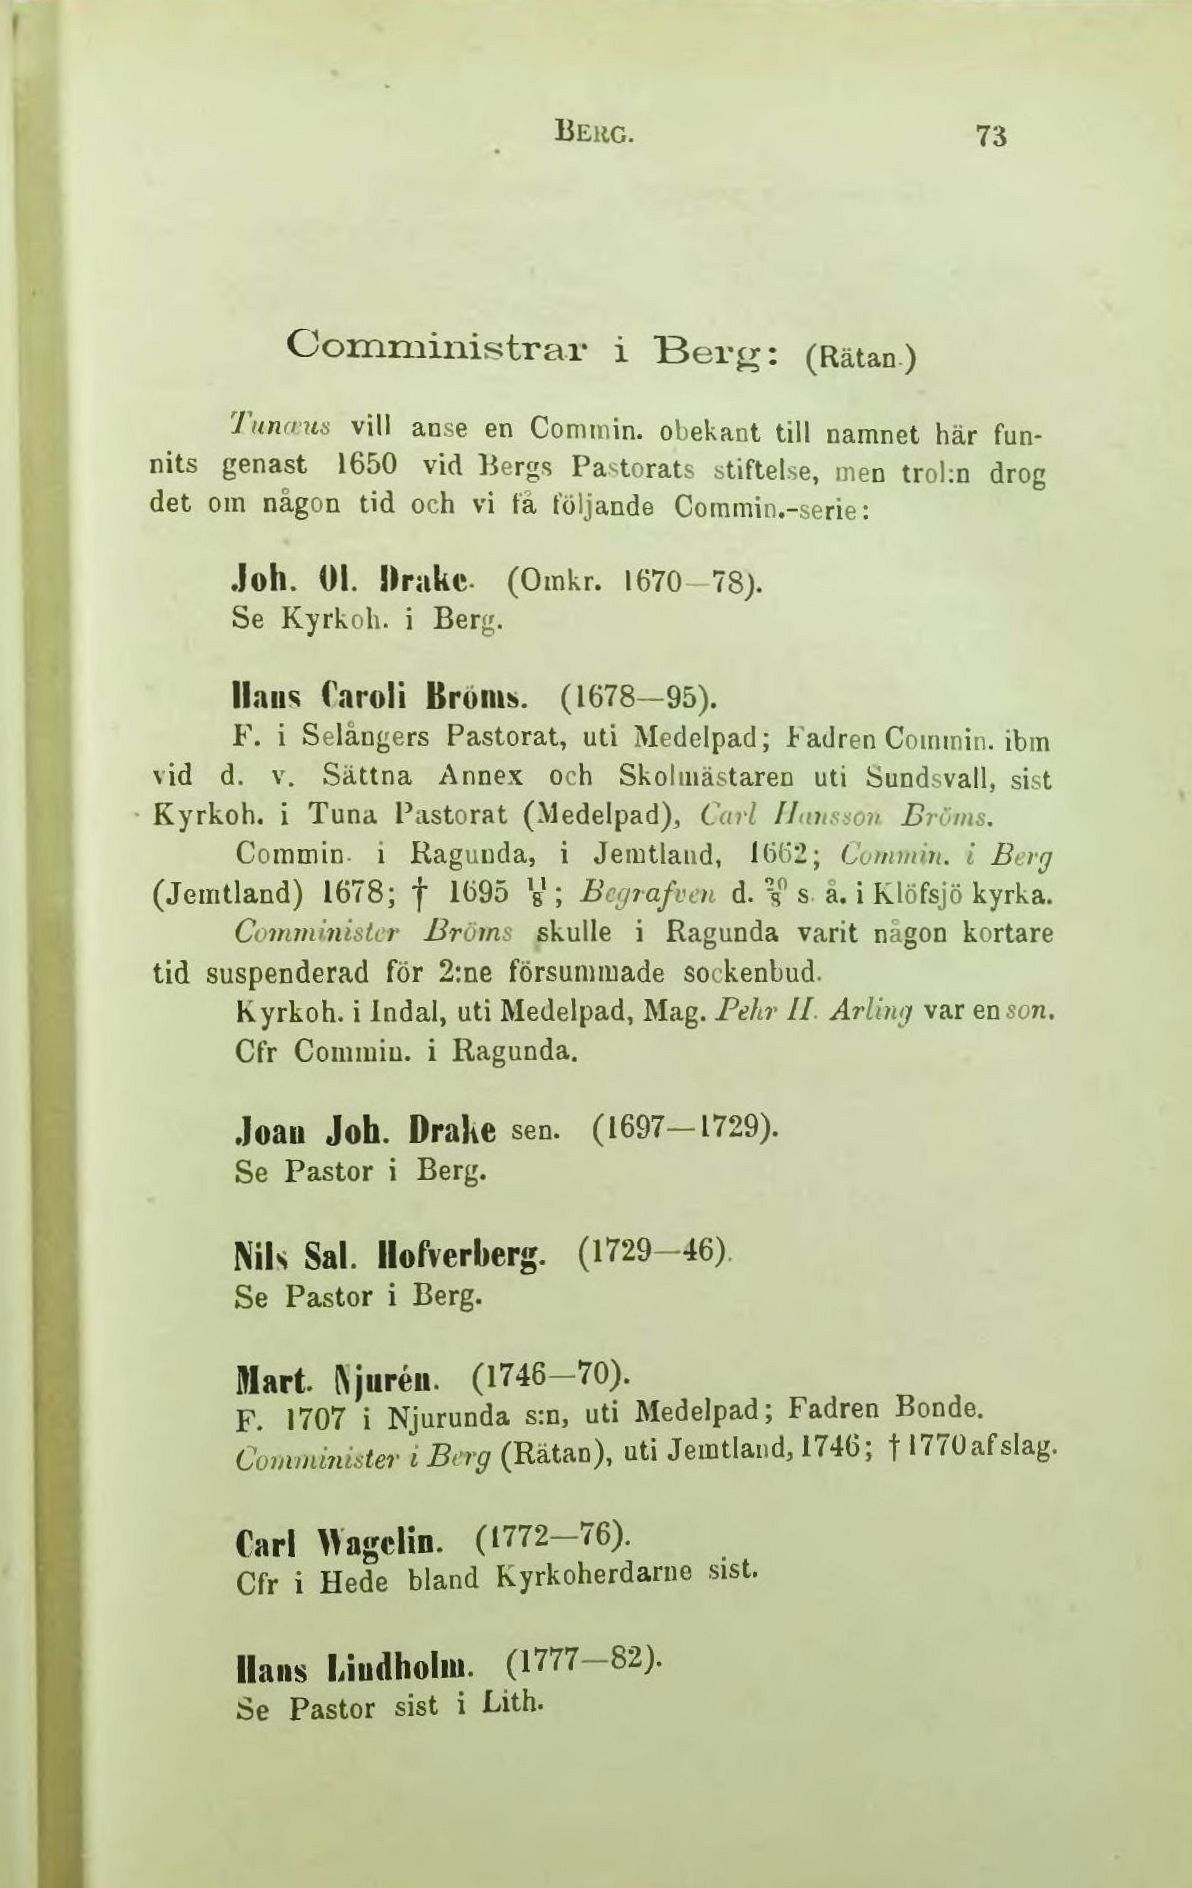 BERG. 73
Comministrar i Berg: (Rätan.)
Tunæus vill anse en Commin. obekant till namnet här fun-
nits genast 1650 vid Bergs Pastorats stiftelse, men trol:n drog
det om någon tid och vi få följande Commin.-serie:
Joh. Ol. Drake. (Omkr. 1670—78).
Se Kyrkoh. i Berg.
Hans Caroli Bröms. (1678—95).
F. i Selångers Pastorat, uti Medelpad; Fadren Commin. ibm
vid d. v. Sättna Annex och Skolmästaren uti Sundsvall, sist
Kyrkoh. i Tuna Pastorat (Medelpad), Carl Hansson Bröms.
Commin. i Ragunda, i Jemtland, 1662; Commin. i Berg
(Jemtland) 1678; † 1695 11/8; Begrafven d. 20/8 s. å. i Klöfsjö kyrka.
Comminister Bröms skulle i Ragunda varit någon kortare
tid suspenderad för 2:ne försummade sockenbud.
Kyrkoh. i Indal, uti Medelpad, Mag. Pehr H. Arling var en son.
Cfr Commin. i Ragunda.
Joan Joh. Drake sen. (1697—1729).
Se Pastor i Berg.
Nils Sal. Hofverberg. (1729—46).
Se Pastor i Berg.
Mart. Njurén. (1746—70).
F. 1707 i Njurunda s:n, uti Medelpad; Fadren Bonde.
Comminister i Berg (Rätan), uti Jemtland, 1746; † 1770 af slag.
Carl Wagelin. (1772—76).
Cfr i Hede bland Kyrkoherdarne sist.
Hans Lindholm. (1777—82).
Se Pastor sist i Lith.